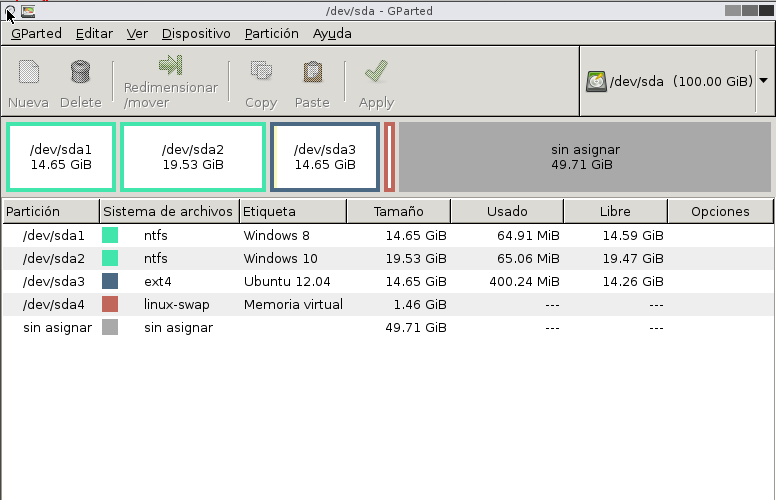 /dev/sda - GParted
GParted Editar Ver Dispositivo Partición Ayuda
Nueva Delete Redimensionar /mover Copy Paste Apply /dev/sda (100.00 GiB)
/dev/sda1 14.65 GiB
/dev/sda2 19.53 GiB
/dev/sda3 14.65 GiB
sin asignar 49.71 GiB
Partición Sistema de archivos Etiqueta Tamaño Usado Libre Opciones
/dev/sda1 ntfs Windows 8 14.65 GiB 64.91 MiB 14.59 GiB
/dev/sda2 ntfs Windows 10 19.53 GiB 65.06 MiB 19.47 GiB
/dev/sda3 ext4 Ubuntu 12.04 14.65 GiB 400.24 MiB 14.26 GiB
/dev/sda4 linux-swap Memoria virtual 1.46 GiB --- ---
sin asignar sin asignar 49.71 GiB --- ---